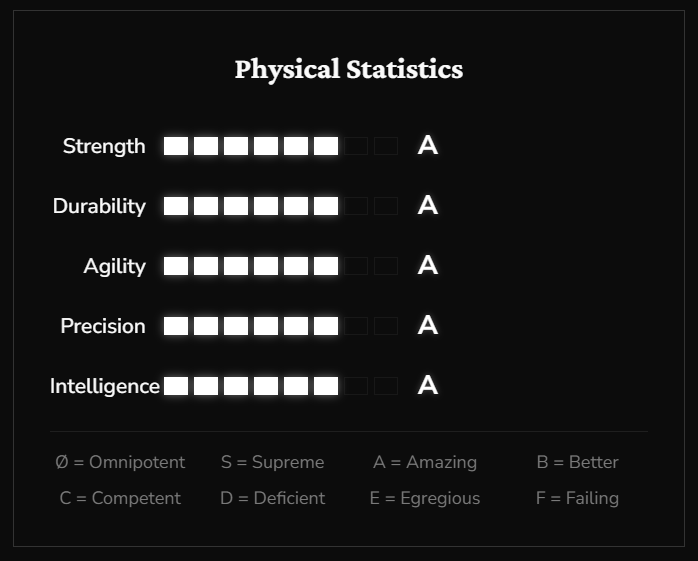 Physical Statistics
Strength A
Durability A
Agility A
Precision A
Intelligence A
Ø = Omnipotent S = Supreme A = Amazing B = Better
C = Competent D = Deficient E = Egregious F = Failing